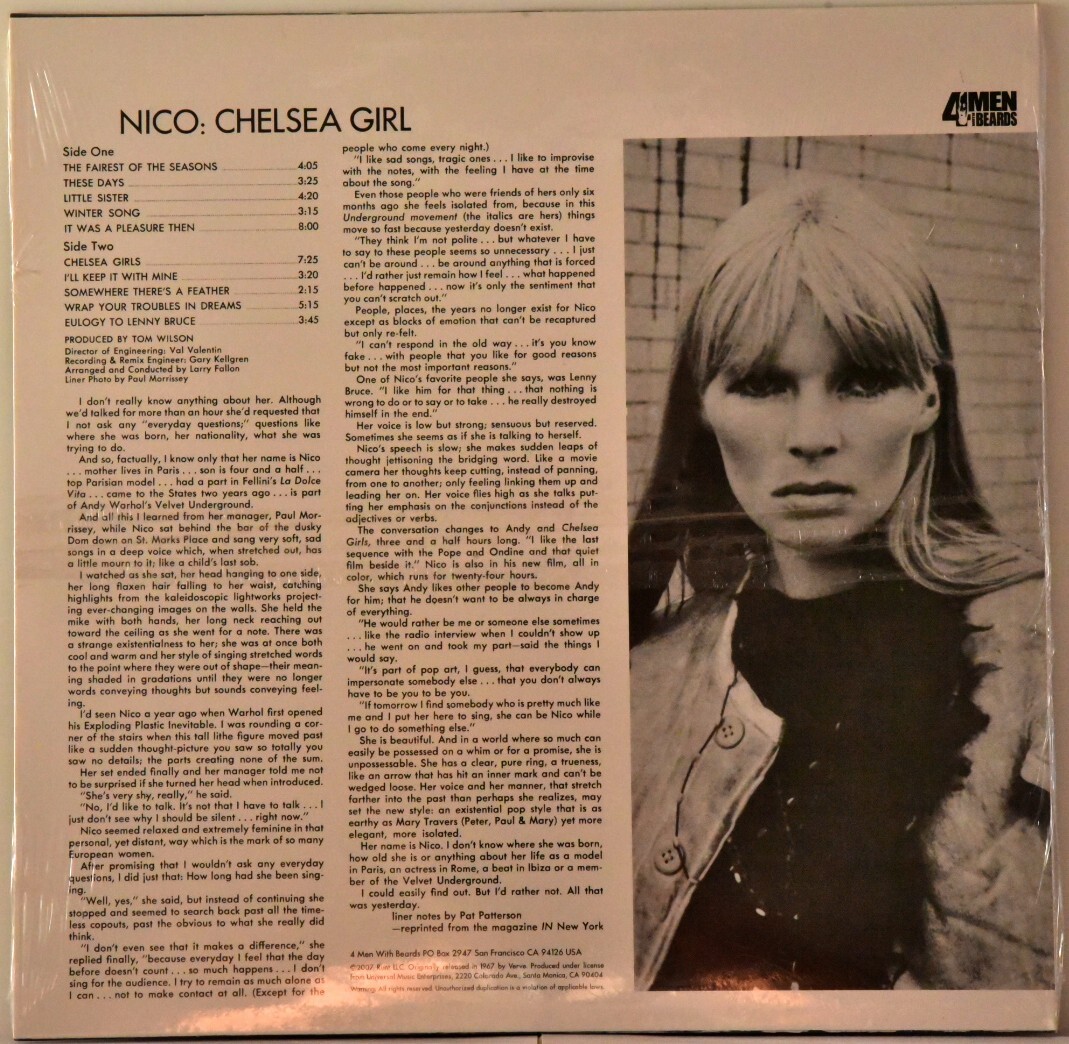 4 MEN WITH BEARDS
NICO: CHELSEA GIRL
Side One
THE FAIREST OF THE SEASONS 4:05
THESE DAYS 3:25
LITTLE SISTER 4:20
WINTER SONG 3:15
IT WAS A PLEASURE THEN 8:00
Side Two
CHELSEA GIRLS 7:25
I'LL KEEP IT WITH MINE 3:20
SOMEWHERE THERE'S A FEATHER 2:15
WRAP YOUR TROUBLES IN DREAMS 5:15
EULOGY TO LENNY BRUCE 3:45
PRODUCED BY TOM WILSON
Director of Engineering: Val Valentin
Recording & Remix Engineer: Gary Kellgren
Arranged and Conducted by Larry Fallon
Liner Photo by Paul Morrissey
I don't really know anything about her. Although
we'd talked for more than an hour she'd requested that
I not ask any "everyday questions;" questions like
where she was born, her nationality, what she was
trying to do.
And so, factually, I know only that her name is Nico
. . . mother lives in Paris . . . son is four and a half . . .
top Parisian model . . . had a part in Fellini's La Dolce
Vita . . . came to the States two years ago . . . is part
of Andy Warhol's Velvet Underground.
And all this I learned from her manager, Paul Mor-
rissey, while Nico sat behind the bar of the dusky
Dom down on St. Marks Place and sang very soft, sad
songs in a deep voice which, when stretched out, has
a little mourn to it; like a child's last sob.
I watched as she sat, her head hanging to one side,
her long flaxen hair falling to her waist, catching
highlights from the kaleidoscopic lightworks project-
ing ever-changing images on the walls. She held the
mike with both hands, her long neck reaching out
toward the ceiling as she went for a note. There was
a strange existentialness to her; she was at once both
cool and warm and her style of singing stretched words
to the point where they were out of shape—their mean-
ing shaded in gradations until they were no longer
words conveying thoughts but sounds conveying feel-
ing.
I'd seen Nico a year ago when Warhol first opened
his Exploding Plastic Inevitable. I was rounding a cor-
ner of the stairs when this tall lithe figure moved past
like a sudden thought-picture you saw so totally you
saw no details; the parts creating none of the sum.
Her set ended finally and her manager told me not
to be surprised if she turned her head when introduced.
"She's very shy, really," he said.
"No, I'd like to talk. It's not that I have to talk . . . I
just don't see why I should be silent . . . right now."
Nico seemed relaxed and extremely feminine in that
personal, yet distant, way which is the mark of so many
European women.
After promising that I wouldn't ask any everyday
questions, I did just that: How long had she been sing-
ing.
"Well, yes," she said, but instead of continuing she
stopped and seemed to search back past all the time-
less copouts, past the obvious to what she really did
think.
"I don't even see that it makes a difference," she
replied finally, "because everyday I feel that the day
before doesn't count . . . so much happens . . . I don't
sing for the audience. I try to remain as much alone as
I can . . . not to make contact at all. (Except for the
people who come every night.)
"I like sad songs, tragic ones . . . I like to improvise
with the notes, with the feeling I have at the time
about the song."
Even those people who were friends of hers only six
months ago she feels isolated from, because in this
Underground movement (the italics are hers) things
move so fast because yesterday doesn't exist.
"They think I'm not polite . . . but whatever I have
to say to these people seems so unnecessary . . . I just
can't be around . . . be around anything that is forced
. . . I'd rather just remain how I feel . . . what happened
before happened . . . now it's only the sentiment that
you can't scratch out."
People, places, the years no longer exist for Nico
except as blocks of emotion that can't be recaptured
but only re-felt.
"I can't respond in the old way . . . it's you know
fake . . . with people that you like for good reasons
but not the most important reasons."
One of Nico's favorite people she says, was Lenny
Bruce. "I like him for that thing . . . that nothing is
wrong to do or to say or to take . . . he really destroyed
himself in the end."
Her voice is low but strong; sensuous but reserved.
Sometimes she seems as if she is talking to herself.
Nico's speech is slow; she makes sudden leaps of
thought jettisoning the bridging word. Like a movie
camera her thoughts keep cutting, instead of panning,
from one to another; only feeling linking them up and
leading her on. Her voice flies high as she talks put-
ting her emphasis on the conjunctions instead of the
adjectives or verbs.
The conversation changes to Andy and Chelsea
Girls, three and a half hours long. "I like the last
sequence with the Pope and Ondine and that quiet
film beside it." Nico is also in his new film, all in
color, which runs for twenty-four hours.
She says Andy likes other people to become Andy
for him; that he doesn't want to be always in charge
of everything.
"He would rather be me or someone else sometimes
. . . like the radio interview when I couldn't show up
. . . he went on and took my part—said the things I
would say.
"It's part of pop art, I guess, that everybody can
impersonate somebody else . . . that you don't always
have to be you to be you.
"If tomorrow I find somebody who is pretty much like
me and I put her here to sing, she can be Nico while
I go to do something else."
She is beautiful. And in a world where so much can
easily be possessed on a whim or for a promise, she is
unpossessable. She has a clear, pure ring, a trueness,
like an arrow that has hit an inner mark and can't be
wedged loose. Her voice and her manner, that stretch
farther into the past than perhaps she realizes, may
set the new style: an existential pop style that is as
earthy as Mary Travers (Peter, Paul & Mary) yet more
elegant, more isolated.
Her name is Nico. I don't know where she was born,
how old she is or anything about her life as a model
in Paris, an actress in Rome, a beat in Ibiza or a mem-
ber of the Velvet Underground.
I could easily find out. But I'd rather not. All that
was yesterday.
liner notes by Pat Patterson
—reprinted from the magazine IN New York
4 Men With Beards PO Box 2947 San Francisco CA 94126 USA
©2007, Runt LLC. Originally released in 1967 by Verve. Produced under license
from Universal Music Enterprises, 2220 Colorado Ave, Santa Monica, CA 90404
Warning: All rights reserved. Unauthorized duplication is a violation of applicable laws.